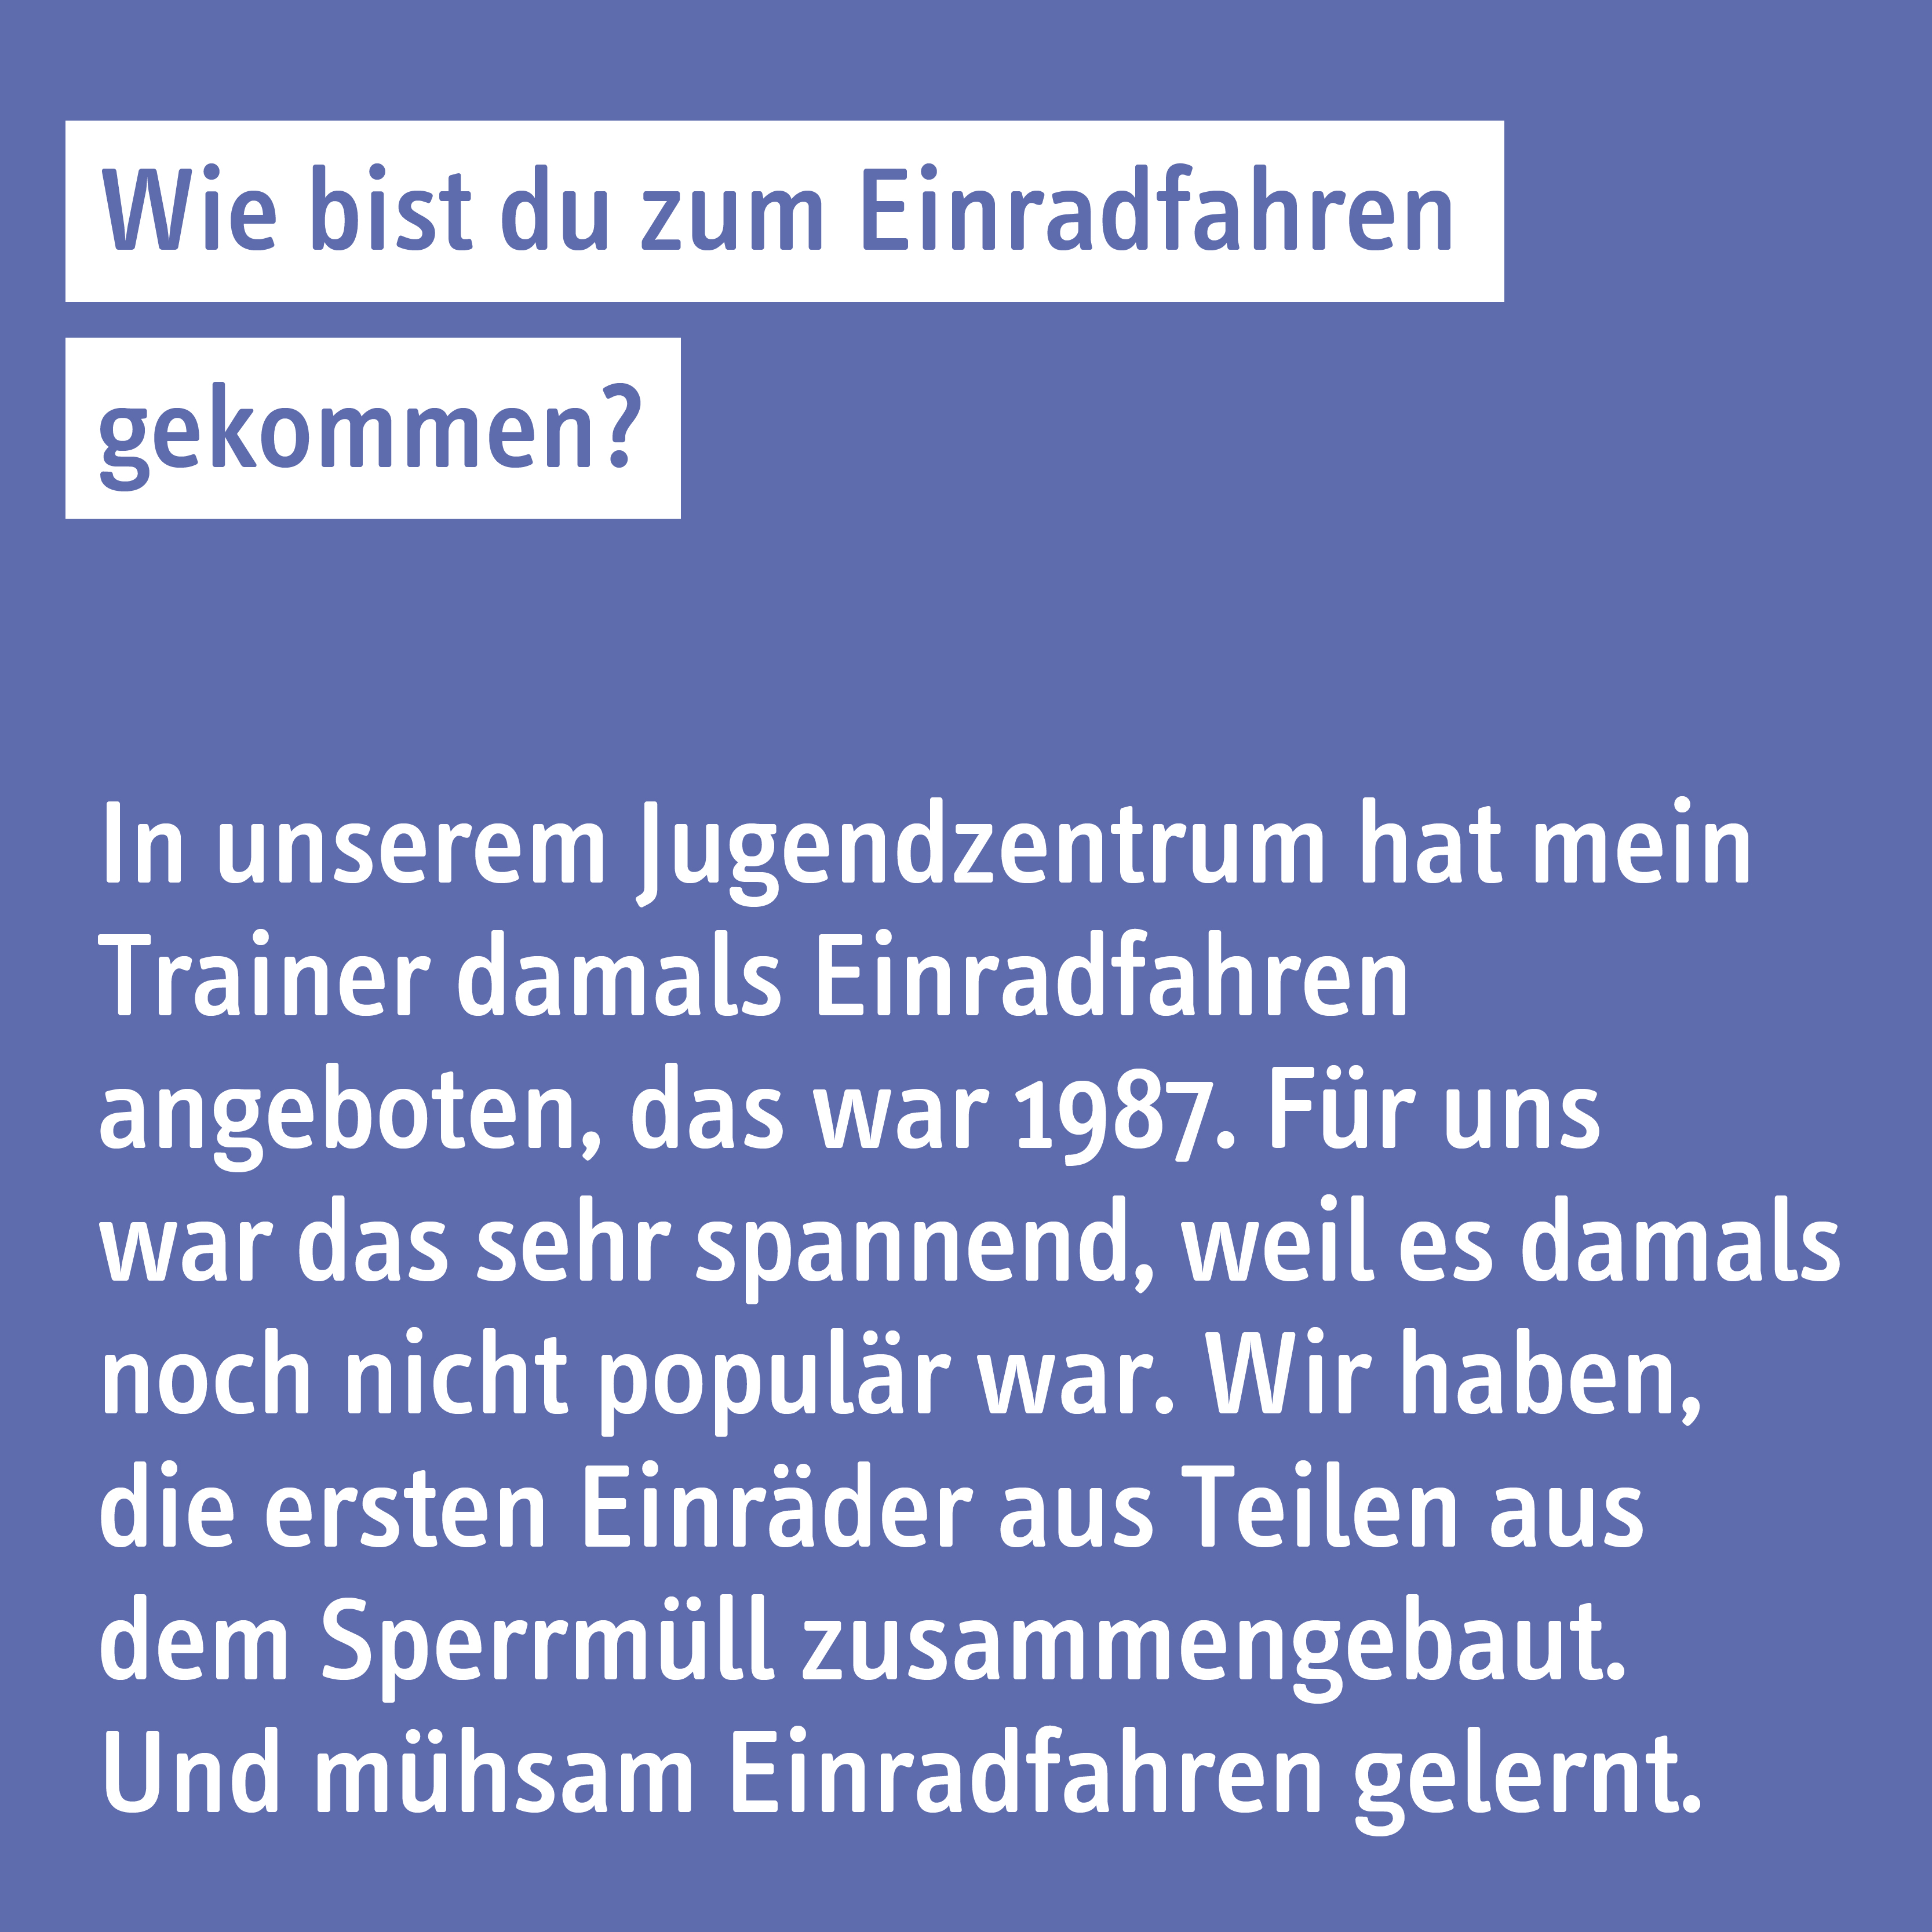 Wie bist du zum Einradfahren
gekommen?
In unserem Jugendzentrum hat mein
Trainer damals Einradfahren
angeboten, das war 1987. Für uns
war das sehr spannend, weil es damals
noch nicht populär war. Wir haben,
die ersten Einräder aus Teilen aus
dem Sperrmüll zusammengebaut.
Und mühsam Einradfahren gelernt.